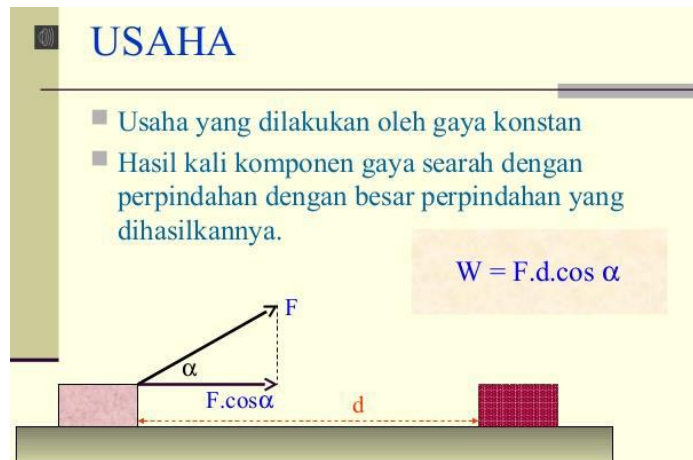 USAHA
Usaha yang dilakukan oleh gaya konstan
Hasil kali komponen gaya searah dengan
perpindahan dengan besar perpindahan yang
dihasilkannya.
W = F.d.cos α
F
α
F.cosα
d